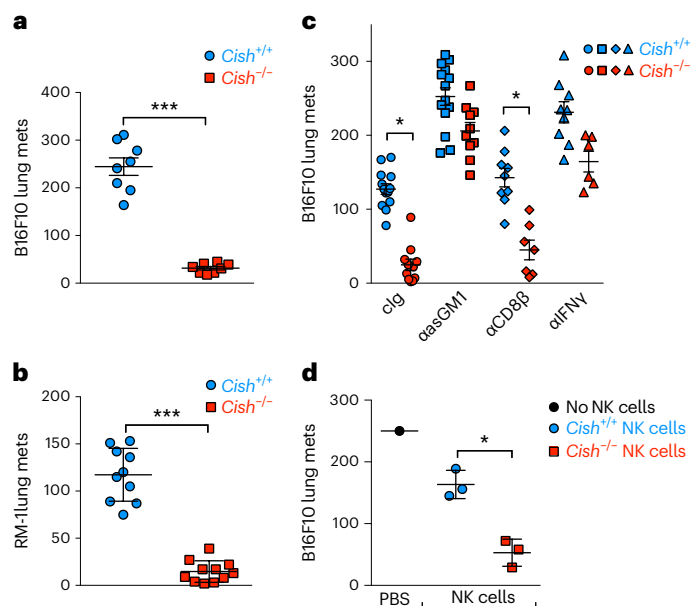 a
Cish+/+
Cish−/−
***
400
300
200
100
0
B16F10 lung mets
b
Cish+/+
Cish−/−
***
200
150
100
50
0
RM-1lung mets
c
Cish+/+
Cish−/−
*
*
300
200
100
0
B16F10 lung mets
cIg
αasGM1
αCD8β
αIFNγ
d
No NK cells
Cish+/+ NK cells
Cish−/− NK cells
*
300
200
100
0
B16F10 lung mets
PBS
NK cells